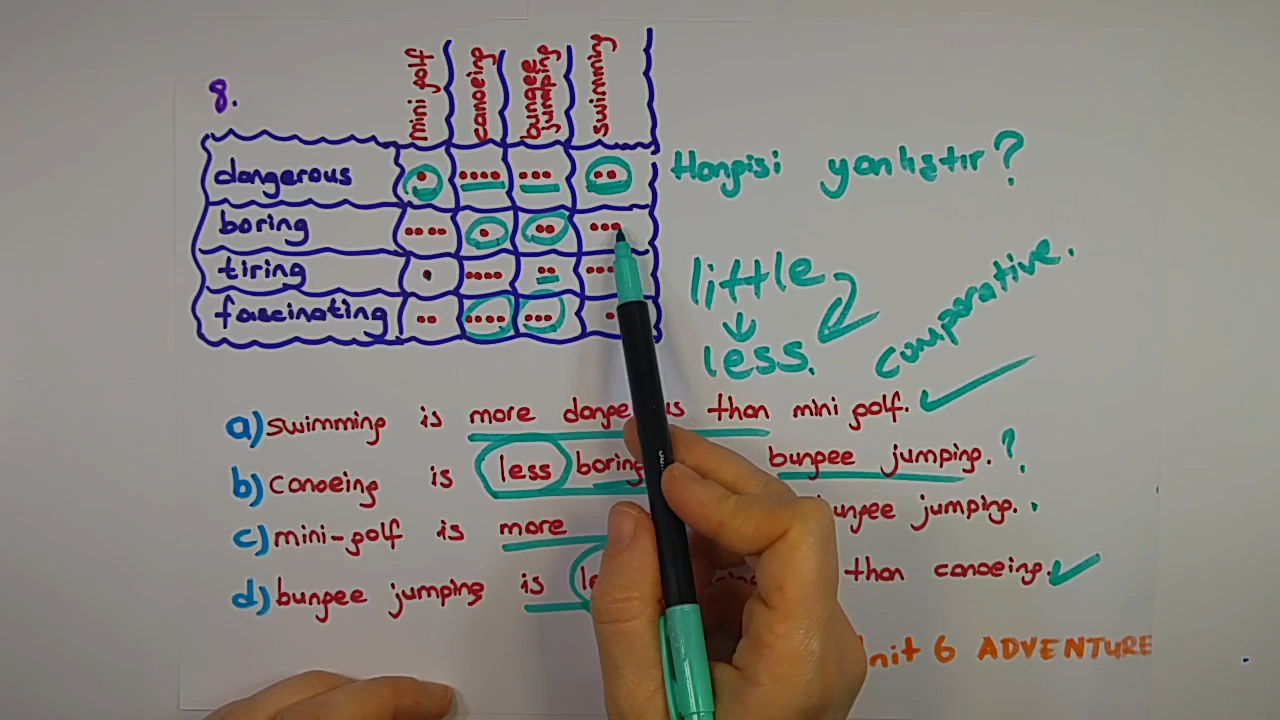 8.
mini golf
canoeing
bungee jumping
swimming
dangerous
boring
tiring
fascinating
Hangisi yanlıştır?
little
less.
comparative.
a) swimming is more dangerous than mini golf.
b) canoeing is less boring bungee jumping.?
c) mini-golf is more bungee jumping.
d) bungee jumping is than canoeing.
Unit 6 ADVENTURE